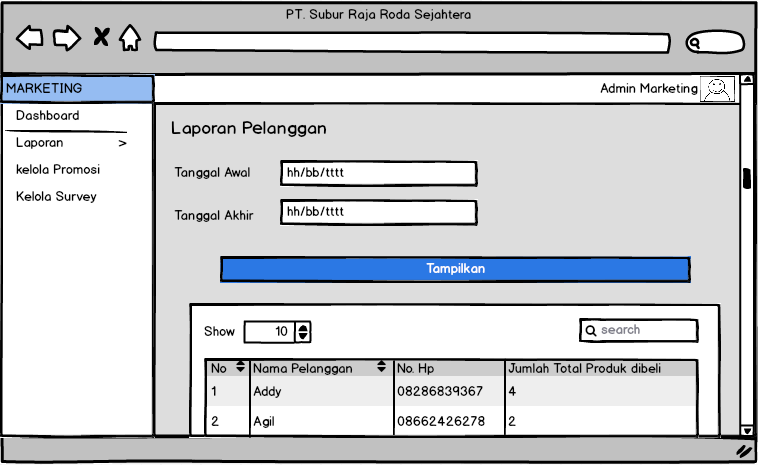 PT. Subur Raja Roda Sejahtera
MARKETING
Admin Marketing
Dashboard
Laporan >
kelola Promosi
Kelola Survey
Laporan Pelanggan
Tanggal Awal hh/bb/tttt
Tanggal Akhir hh/bb/tttt
Tampilkan
Show 10 search
No Nama Pelanggan No. Hp Jumlah Total Produk dibeli
1 Addy 08286839367 4
2 Agil 08662426278 2